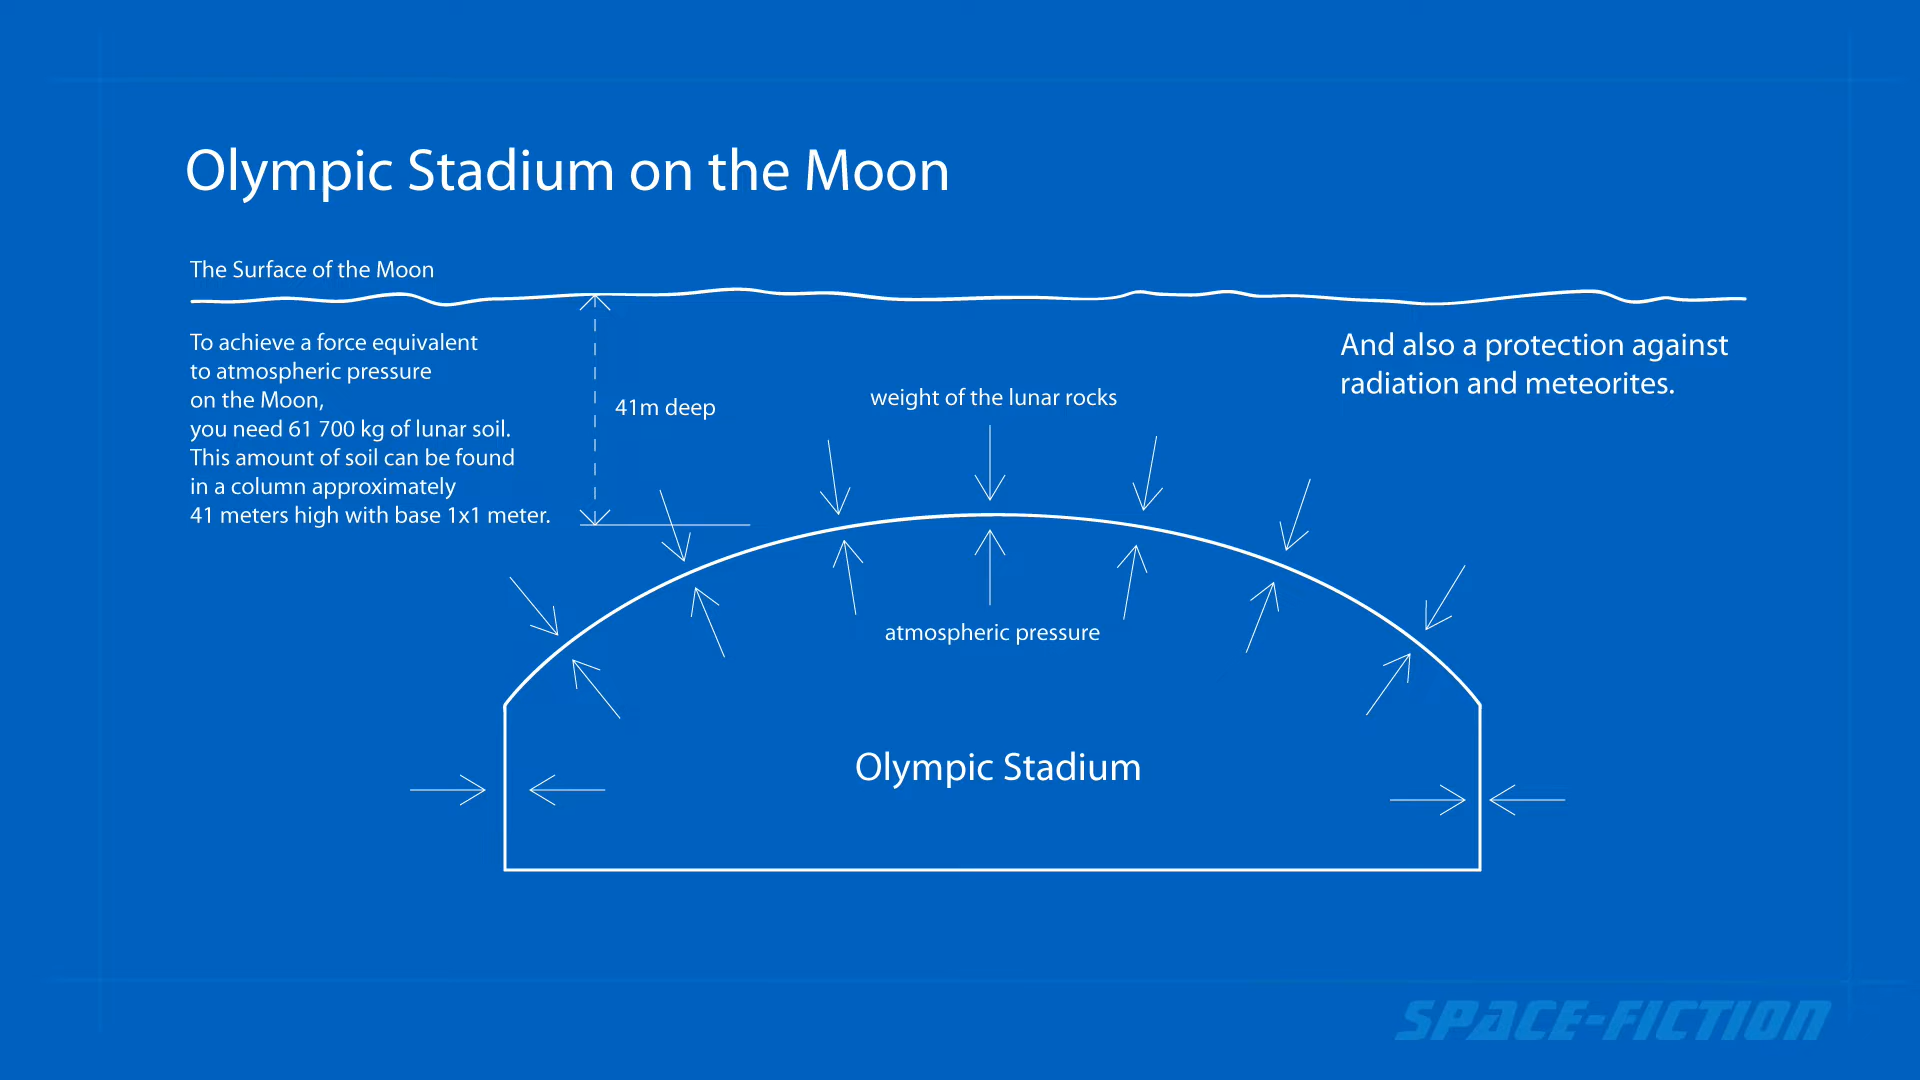 Olympic Stadium on the Moon
The Surface of the Moon
To achieve a force equivalent
to atmospheric pressure
on the Moon,
you need 61 700 kg of lunar soil.
This amount of soil can be found
in a column approximately
41 meters high with base 1x1 meter.
41m deep
weight of the lunar rocks
And also a protection against
radiation and meteorites.
atmospheric pressure
Olympic Stadium
SPACE-FICTION